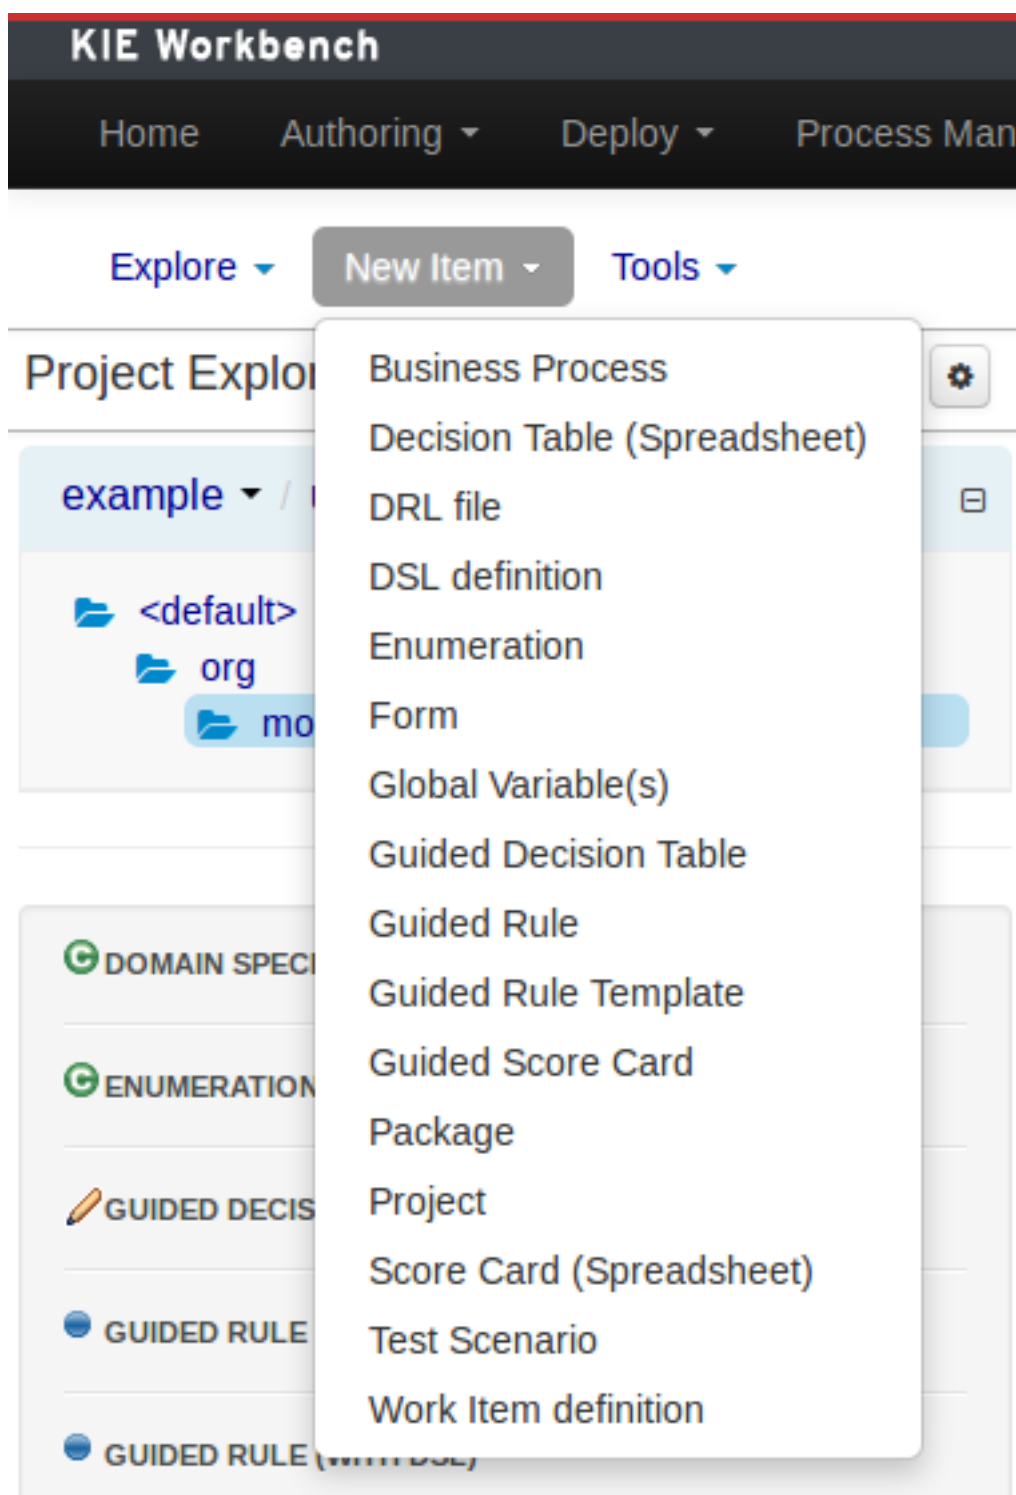 KIE Workbench
Home Authoring Deploy Process Man
Explore New Item Tools
Project Explor
example /
<default>
org
mo
Business Process
Decision Table (Spreadsheet)
DRL file
DSL definition
Enumeration
Form
Global Variable(s)
Guided Decision Table
Guided Rule
Guided Rule Template
Guided Score Card
Package
Project
Score Card (Spreadsheet)
Test Scenario
Work Item definition
DOMAIN SPECI
ENUMERATION
GUIDED DECIS
GUIDED RULE
GUIDED RULE (WITH DSL)